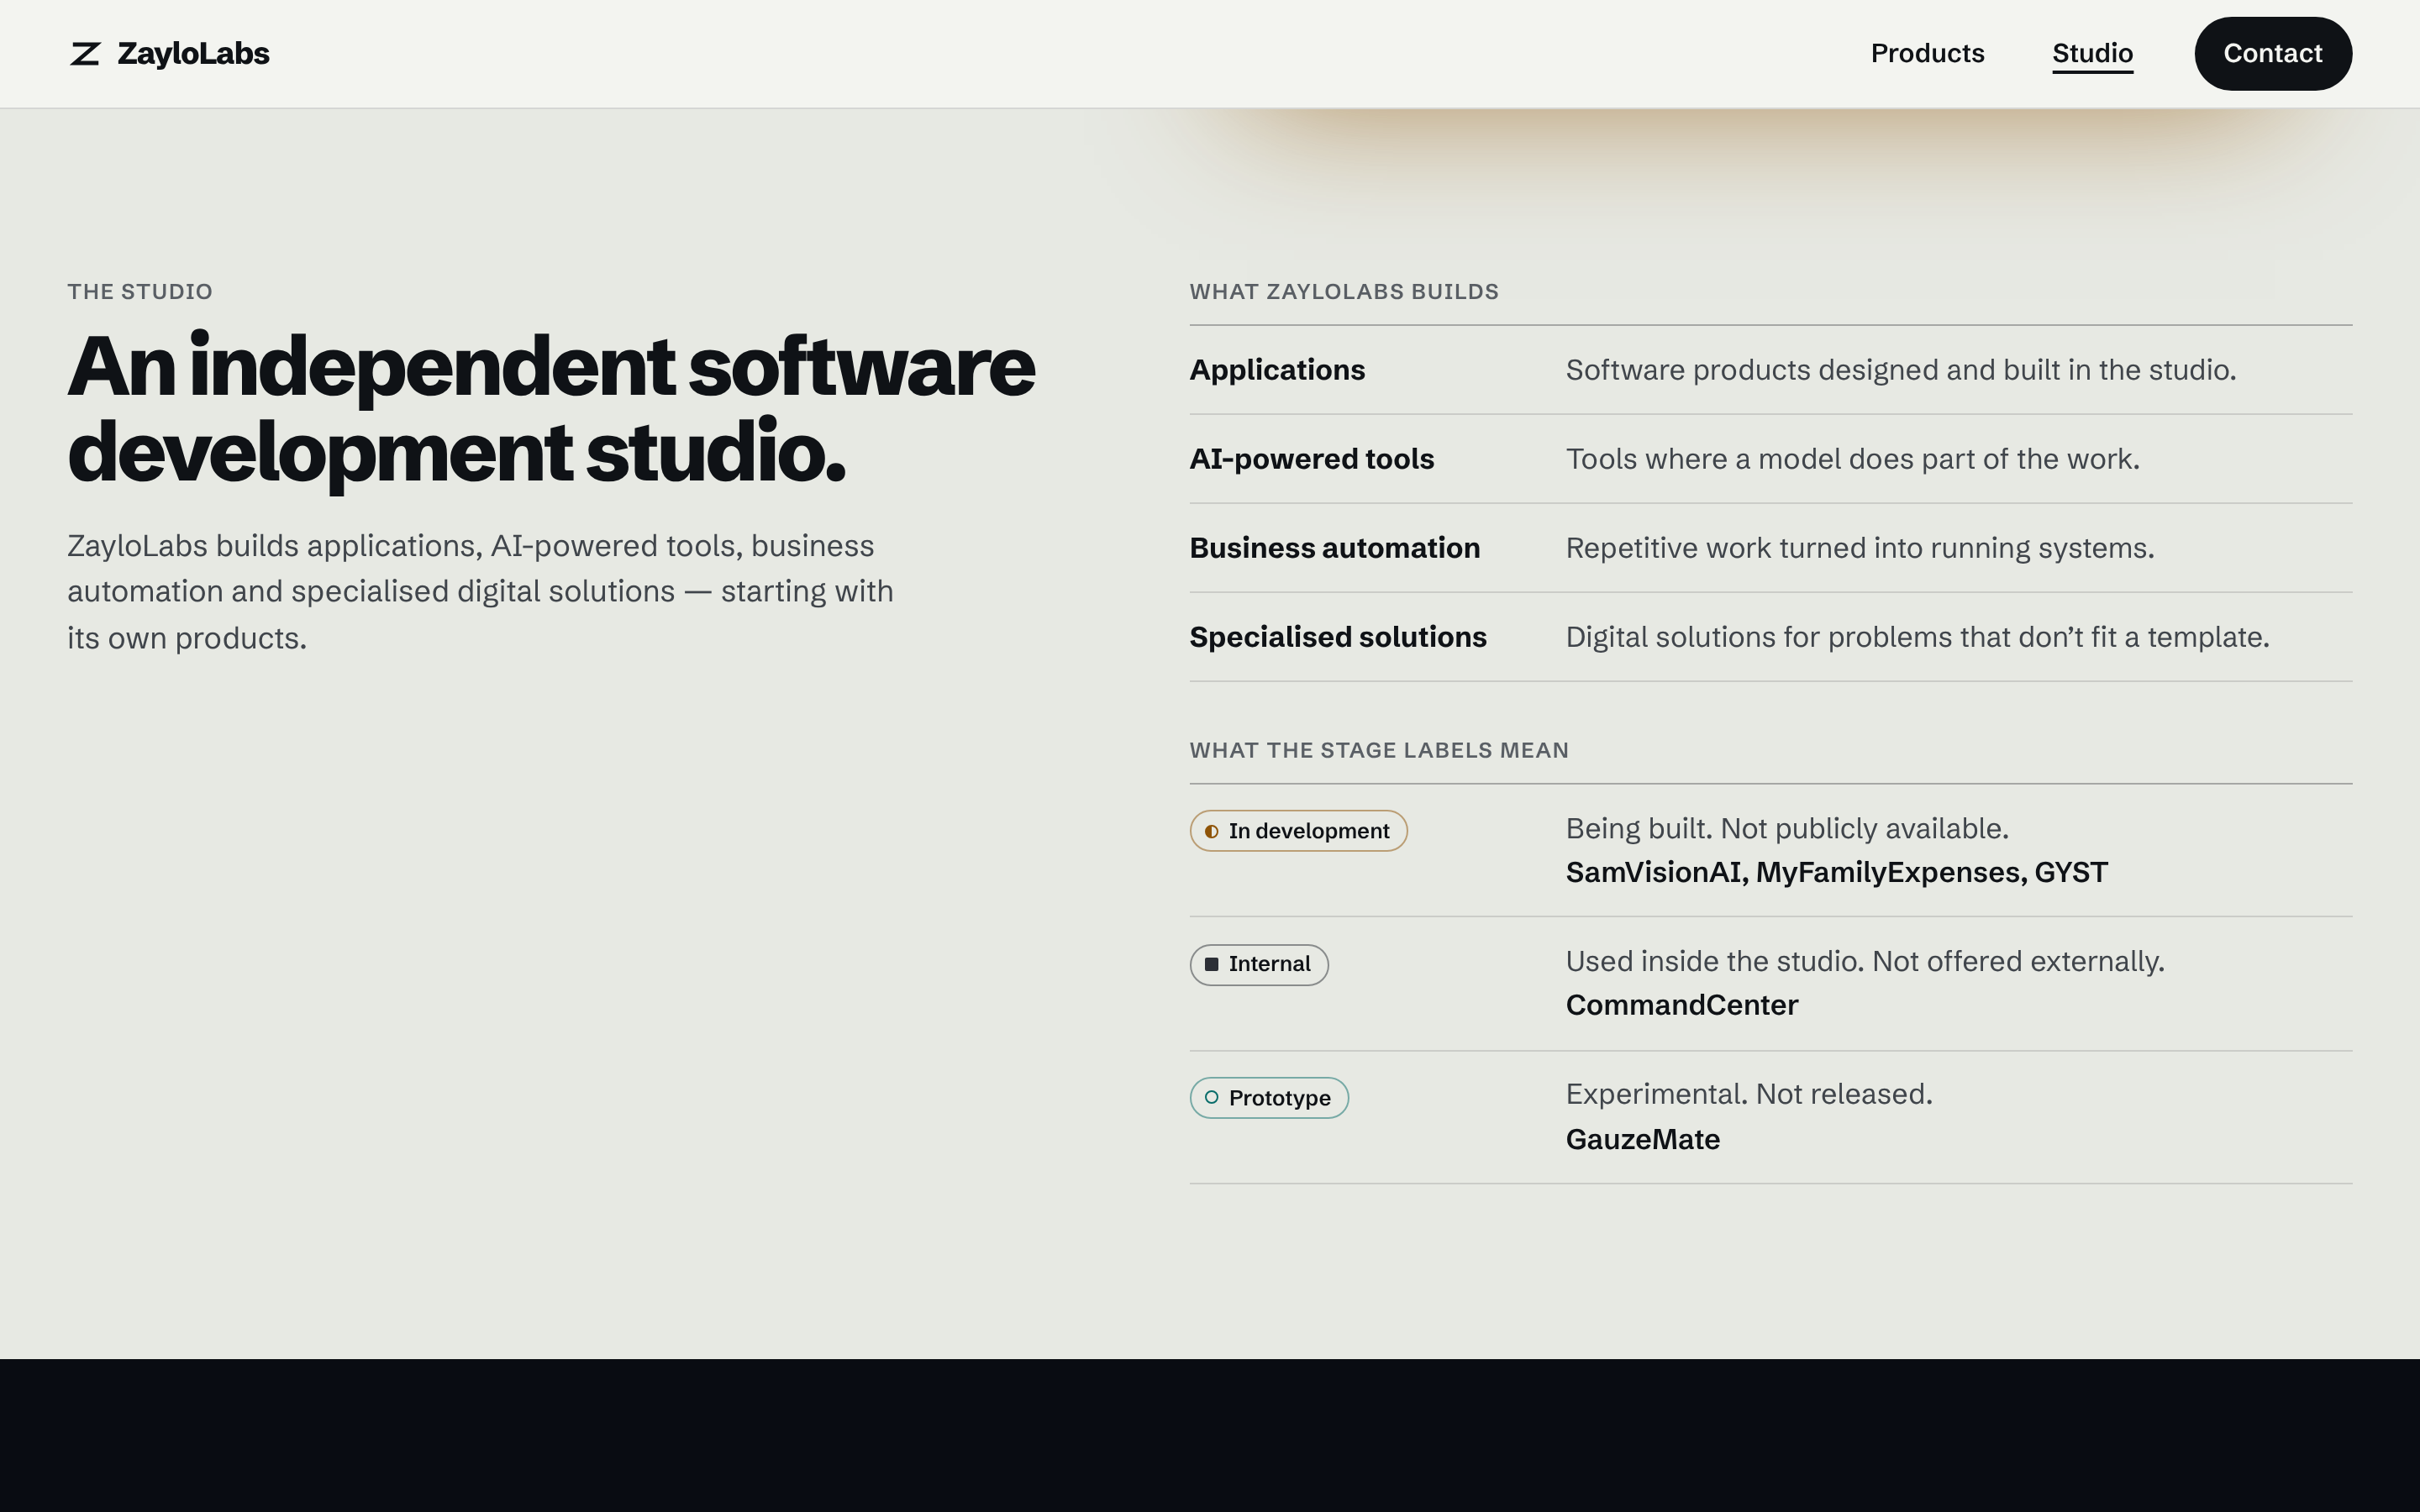 ZayloLabs
Products
Studio
Contact
THE STUDIO
An independent software
development studio.
ZayloLabs builds applications, AI-powered tools, business
automation and specialised digital solutions — starting with
its own products.
WHAT ZAYLOLABS BUILDS
Applications
Software products designed and built in the studio.
AI-powered tools
Tools where a model does part of the work.
Business automation
Repetitive work turned into running systems.
Specialised solutions
Digital solutions for problems that don’t fit a template.
WHAT THE STAGE LABELS MEAN
In development
Being built. Not publicly available.
SamVisionAI, MyFamilyExpenses, GYST
Internal
Used inside the studio. Not offered externally.
CommandCenter
Prototype
Experimental. Not released.
GauzeMate